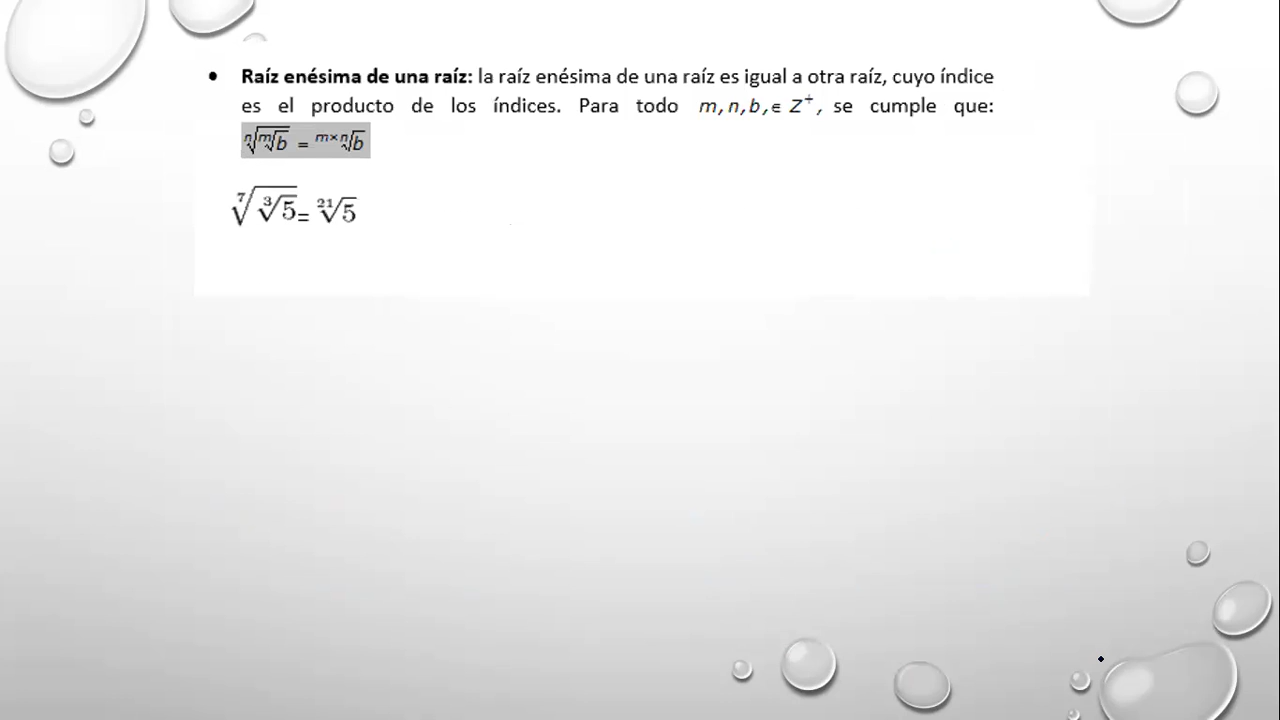 • Raíz enésima de una raíz: la raíz enésima de una raíz es igual a otra raíz, cuyo índice
es el producto de los índices. Para todo m,n,b,∈ Z⁺, se cumple que:
ⁿ√(ᵐ√b) = ᵐˣⁿ√b
⁷√(³√5) = ²¹√5